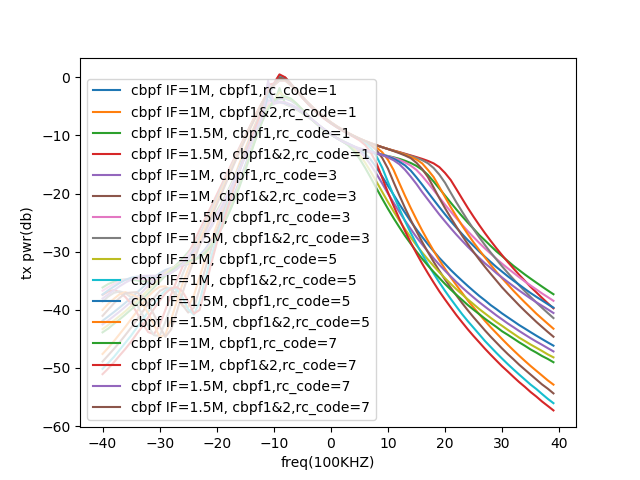 0
−10
−20
−30
−40
−50
−60
tx pwr(db)
cbpf IF=1M, cbpf1,rc_code=1
cbpf IF=1M, cbpf1&2,rc_code=1
cbpf IF=1.5M, cbpf1,rc_code=1
cbpf IF=1.5M, cbpf1&2,rc_code=1
cbpf IF=1M, cbpf1,rc_code=3
cbpf IF=1M, cbpf1&2,rc_code=3
cbpf IF=1.5M, cbpf1,rc_code=3
cbpf IF=1.5M, cbpf1&2,rc_code=3
cbpf IF=1M, cbpf1,rc_code=5
cbpf IF=1M, cbpf1&2,rc_code=5
cbpf IF=1.5M, cbpf1,rc_code=5
cbpf IF=1.5M, cbpf1&2,rc_code=5
cbpf IF=1M, cbpf1,rc_code=7
cbpf IF=1M, cbpf1&2,rc_code=7
cbpf IF=1.5M, cbpf1,rc_code=7
cbpf IF=1.5M, cbpf1&2,rc_code=7
−40 −30 −20 −10 0 10 20 30 40
freq(100KHZ)